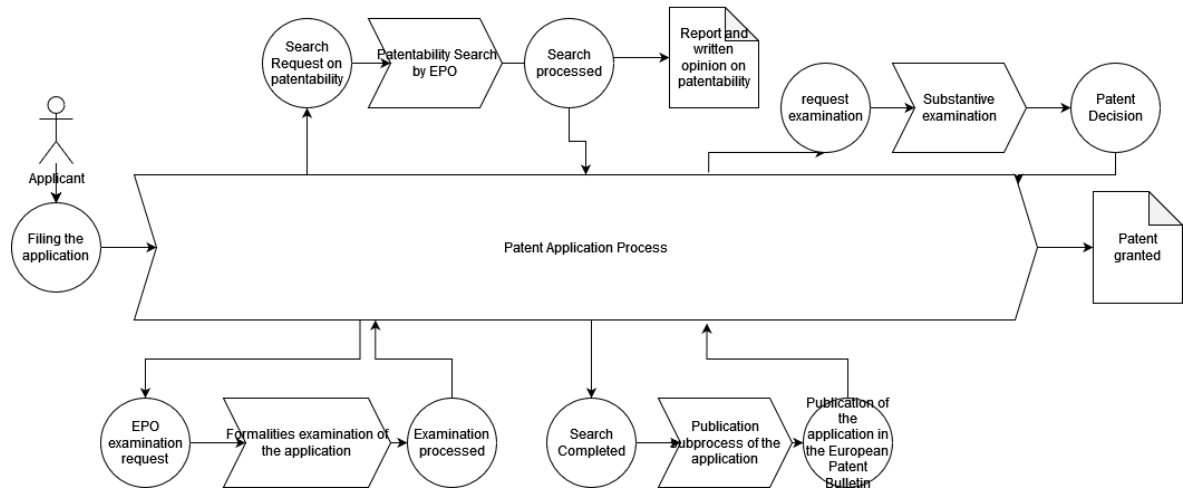 Search
Request on
patentability
Patentability Search
by EPO
Search
processed
Report and
written
opinion on
patentability
request
examination
Substantive
examination
Patent
Decision
Applicant
Filing the
application
Patent Application Process
Patent
granted
EPO
examination
request
Formalities examination of
the application
Examination
processed
Search
Completed
Publication
subprocess of the
application
Publication of
the
application in
the European
Patent
Bulletin